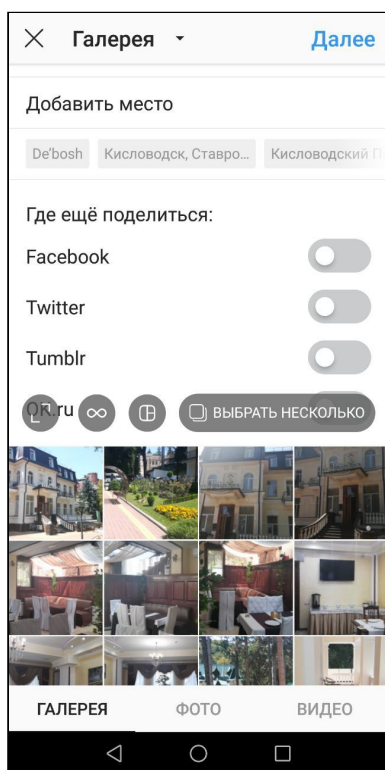 Галерея
Далее
Добавить место
De'bosh
Кисловодск, Ставро...
Кисловодский
Где ещё поделиться:
Facebook
Twitter
Tumblr
OK.ru
ВЫБРАТЬ НЕСКОЛЬКО
ГАЛЕРЕЯ
ФОТО
ВИДЕО